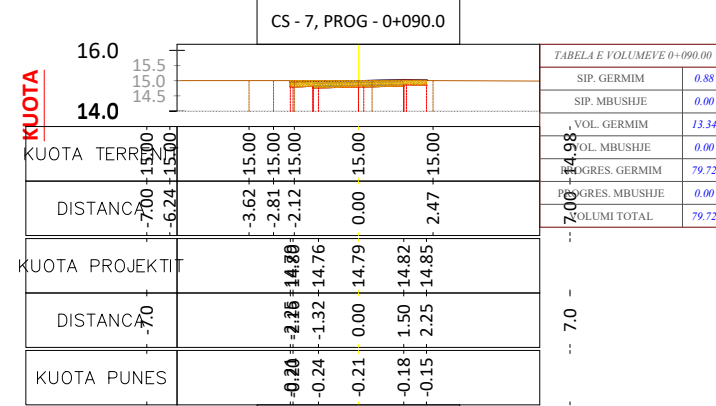 CS - 7, PROG - 0+090.0
16.0
15.5
15.0
14.5
14.0
KUOTA
TABELA E VOLUMEVE 0+090.00
SIP. GERMIM 0.88
SIP. MBUSHJE 0.00
VOL. GERMIM 13.34
VOL. MBUSHJE 0.00
PROGRES. GERMIM 79.72
PROGRES. MBUSHJE 0.00
VOLUMI TOTAL 79.72
KUOTA TERRENIT 15.00 15.00 15.00 15.00 15.00 15.00 15.00 14.98
DISTANCA -7.00 -6.24 -3.62 -2.81 -2.12 0.00 2.47 7.00
KUOTA PROJEKTIT 14.80 14.76 14.79 14.82 14.85
DISTANCA -7.0 -2.25 -1.32 0.00 1.50 2.25 7.0
KUOTA PUNES -0.24 -0.21 -0.18 -0.15